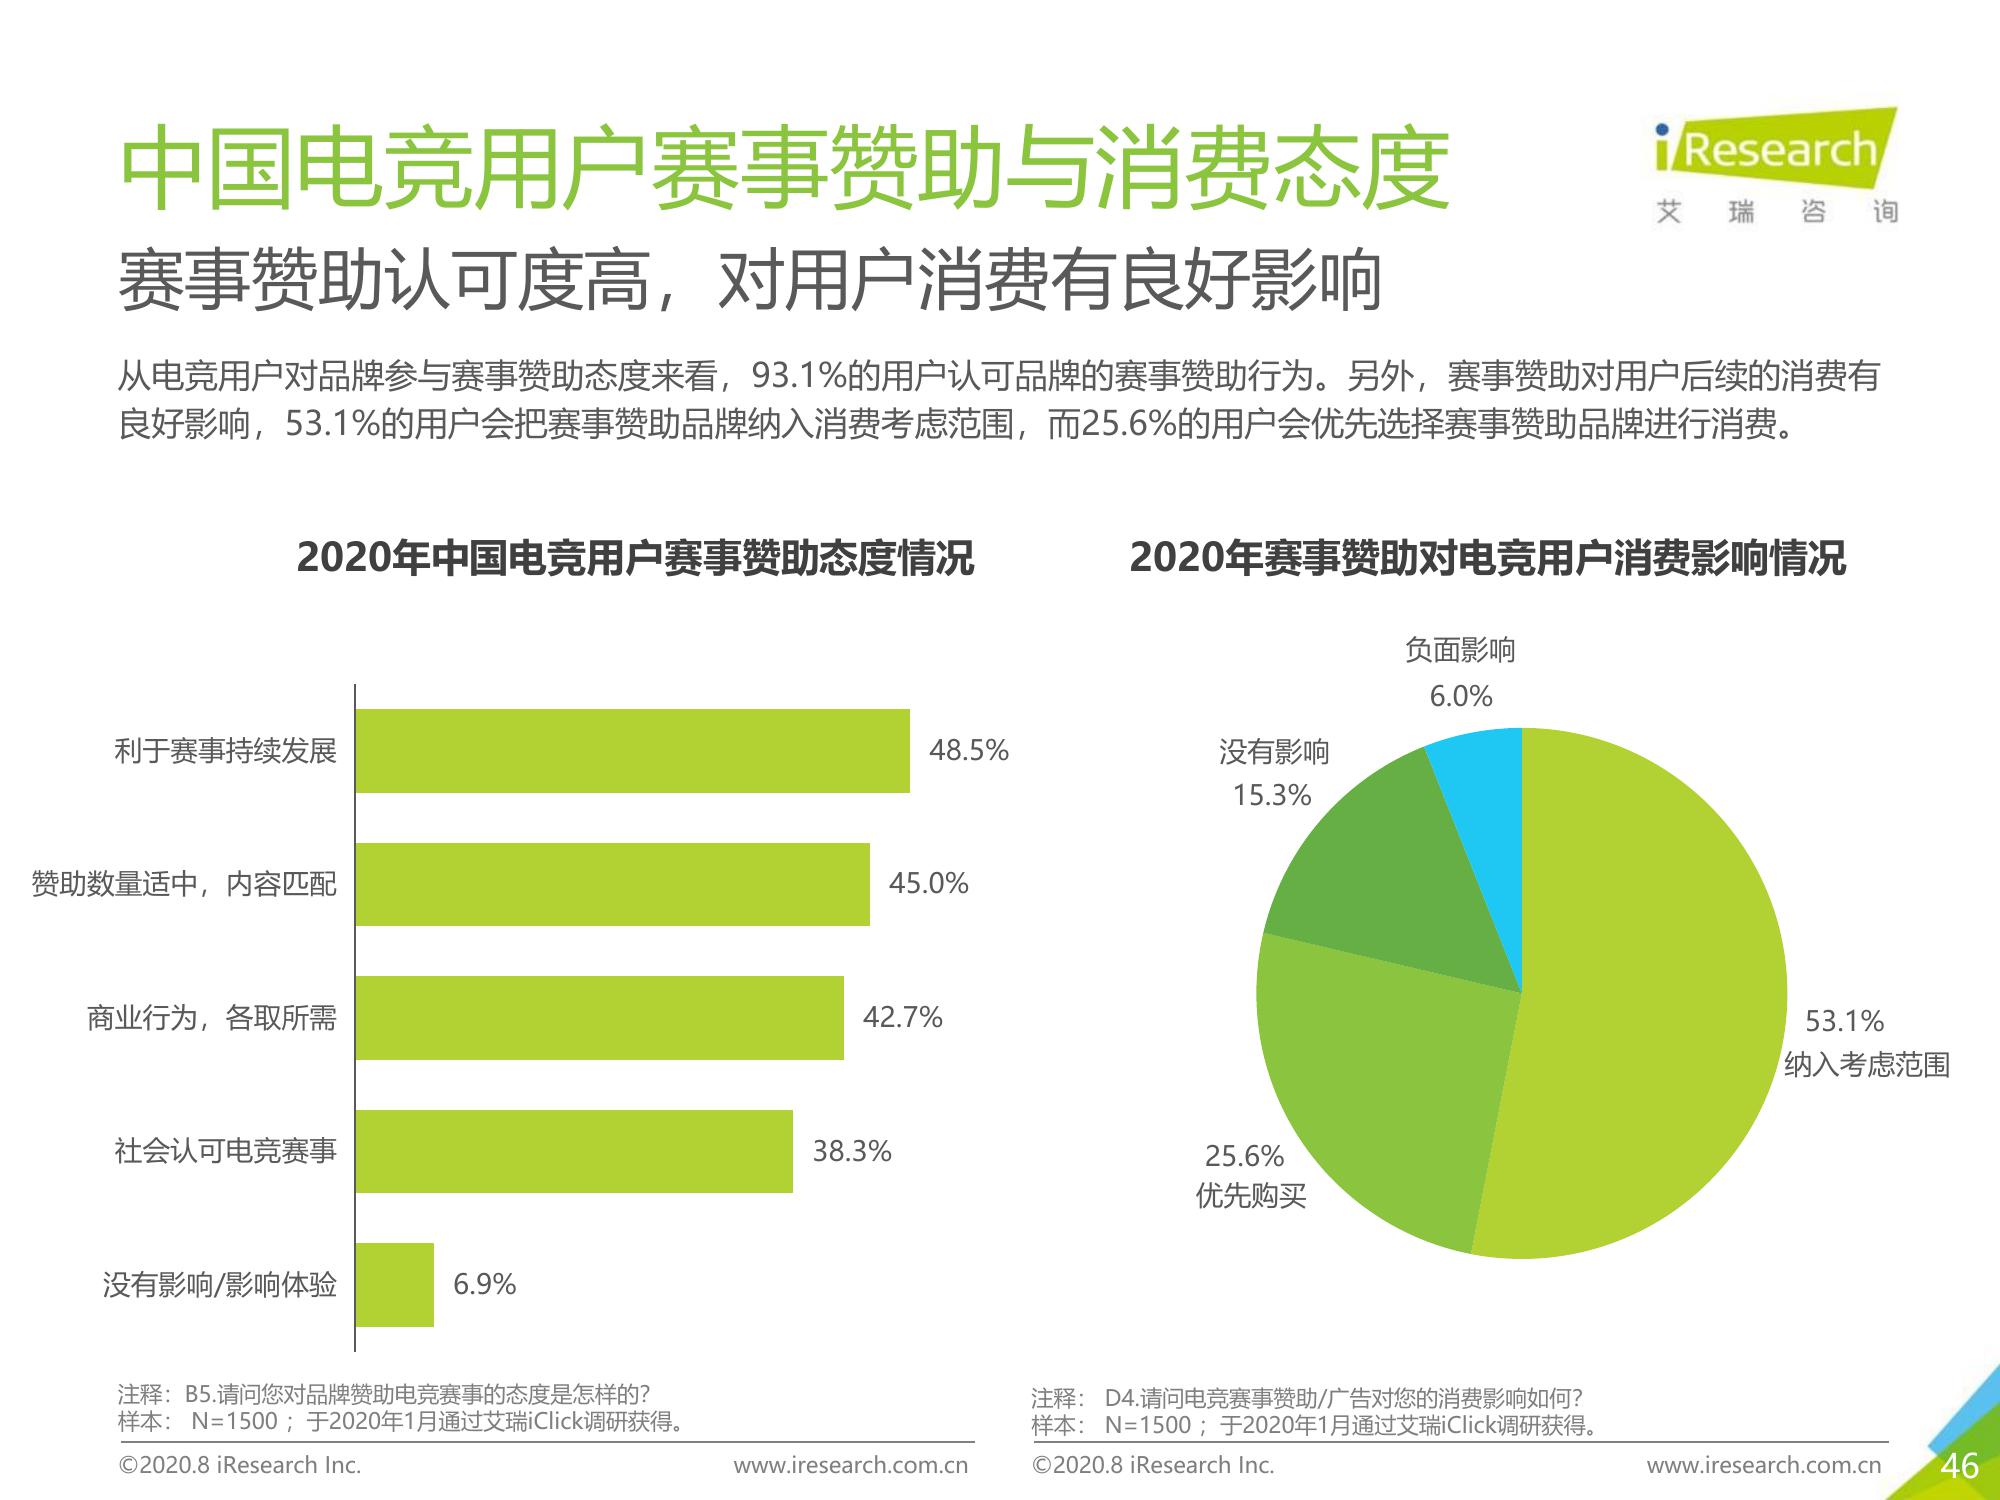 中国电竞用户赛事赞助与消费态度
iResearch
艾瑞咨询
赛事赞助认可度高，对用户消费有良好影响
从电竞用户对品牌参与赛事赞助态度来看，93.1%的用户认可品牌的赛事赞助行为。另外，赛事赞助对用户后续的消费有
良好影响，53.1%的用户会把赛事赞助品牌纳入消费考虑范围，而25.6%的用户会优先选择赛事赞助品牌进行消费。
2020年中国电竞用户赛事赞助态度情况
利于赛事持续发展 48.5%
赞助数量适中，内容匹配 45.0%
商业行为，各取所需 42.7%
社会认可电竞赛事 38.3%
没有影响/影响体验 6.9%
注释：B5.请问您对品牌赞助电竞赛事的态度是怎样的？
样本： N=1500 ；于2020年1月通过艾瑞iClick调研获得。
©2020.8 iResearch Inc. www.iresearch.com.cn
2020年赛事赞助对电竞用户消费影响情况
负面影响
6.0%
没有影响
15.3%
53.1%
纳入考虑范围
25.6%
优先购买
注释： D4.请问电竞赛事赞助/广告对您的消费影响如何？
样本： N=1500 ；于2020年1月通过艾瑞iClick调研获得。
©2020.8 iResearch Inc. www.iresearch.com.cn
46